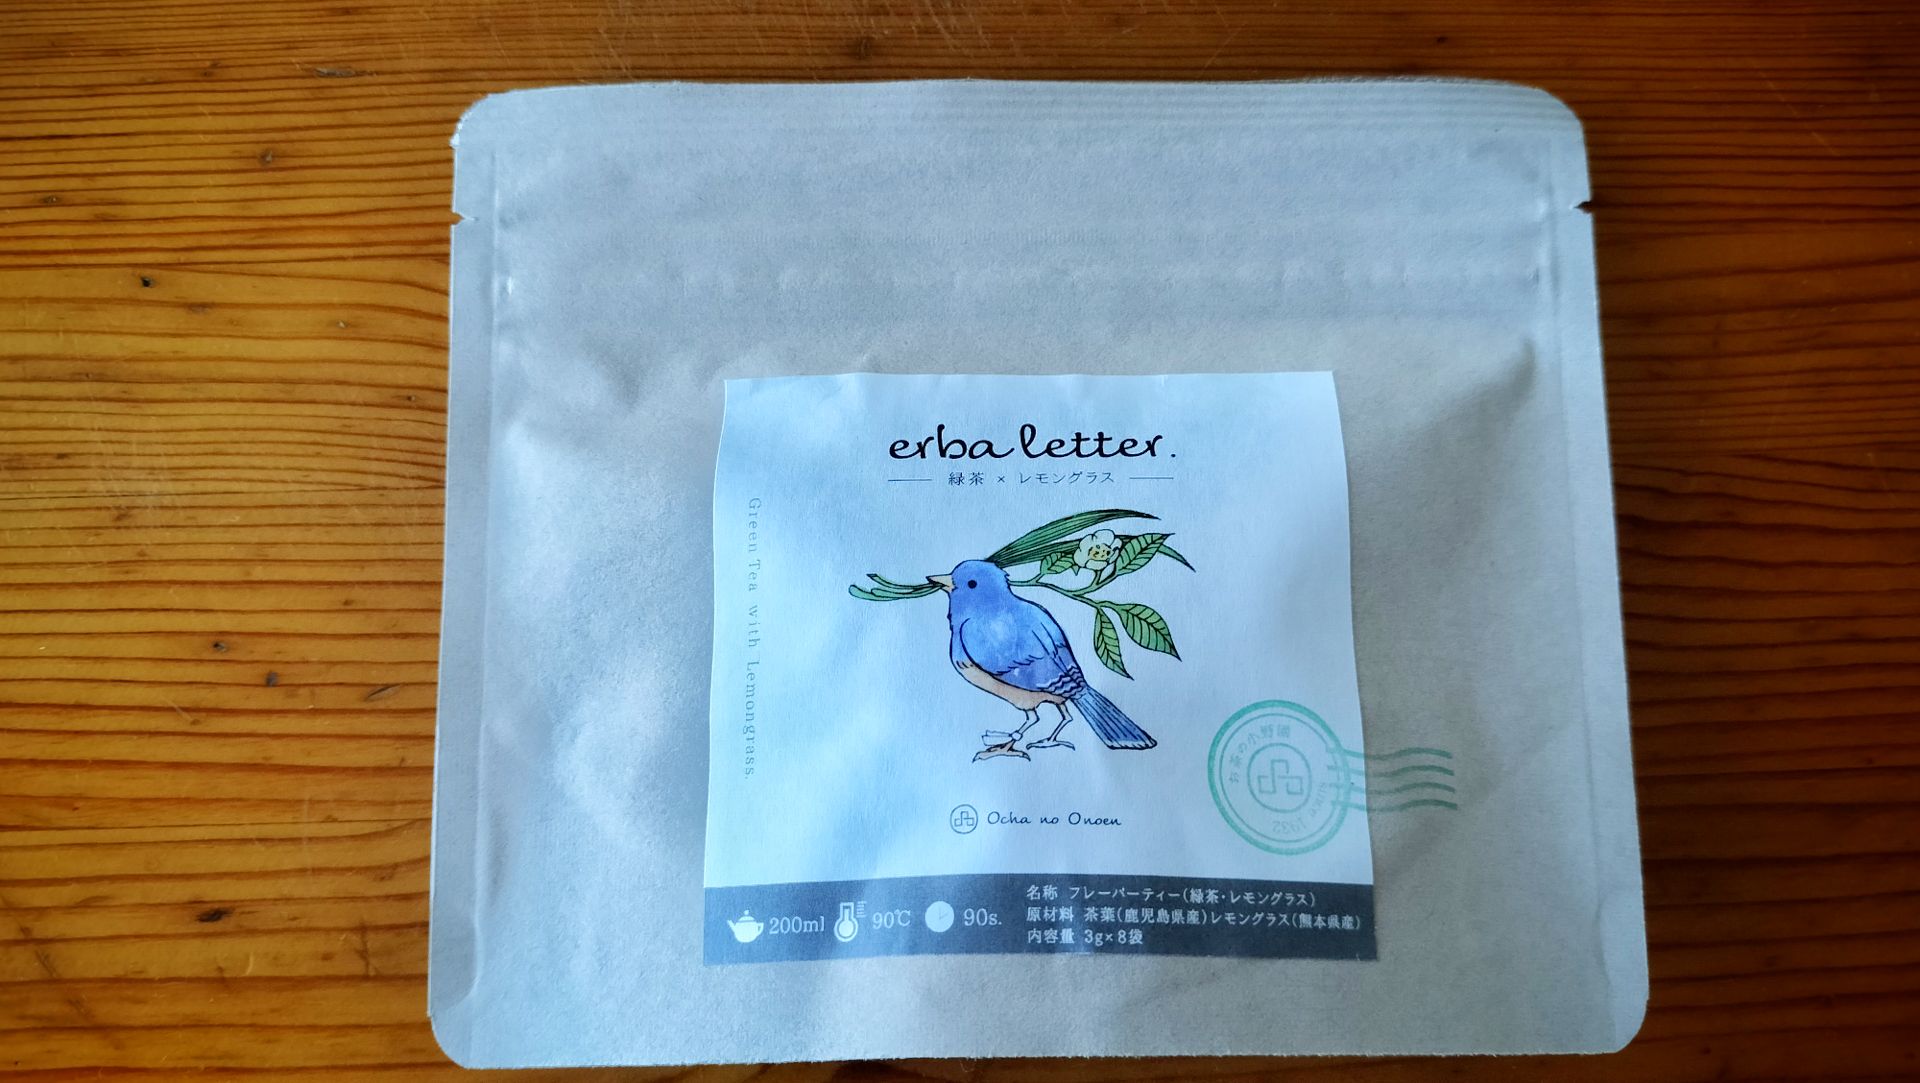 erba letter.
緑茶 × レモングラス
Green Tea with Lemongrass.
お茶の小野園
since 1932
Ocha no Onoen
200ml 90℃ 90s.
名称 フレーバーティー(緑茶・レモングラス)
原材料 茶葉(鹿児島県産)レモングラス(熊本県産)
内容量 3g×8袋